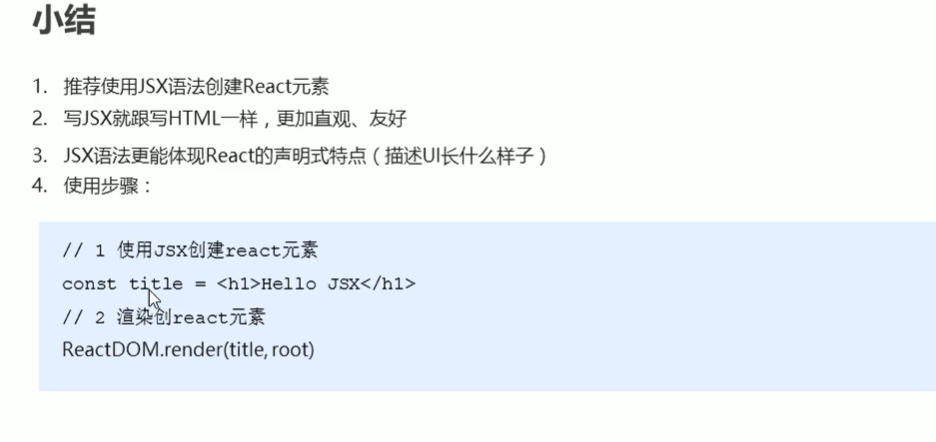 小结
1. 推荐使用JSX语法创建React元素
2. 写JSX就跟写HTML一样，更加直观、友好
3. JSX语法更能体现React的声明式特点（描述UI长什么样子）
4. 使用步骤：
// 1 使用JSX创建react元素
const title = <h1>Hello JSX</h1>
// 2 渲染创react元素
ReactDOM.render(title, root)